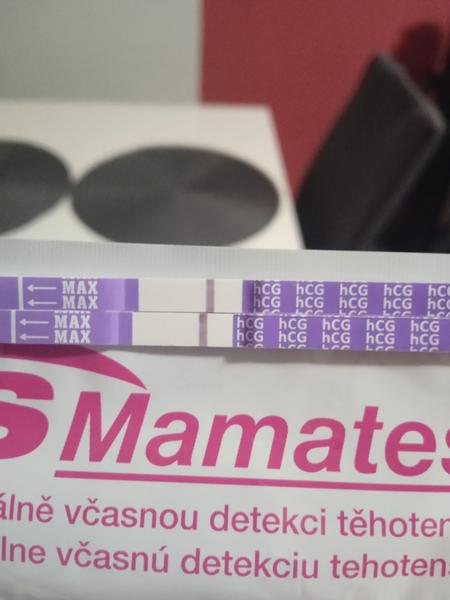 MAX hCG hCG hCG hCG
MAX hCG hCG hCG hCG
MAX hCG hCG hCG hCG hCG
MAX hCG hCG hCG hCG hCG
s Mamates
álně včasnou detekci těhoten
lne včasnú detekciu tehotens